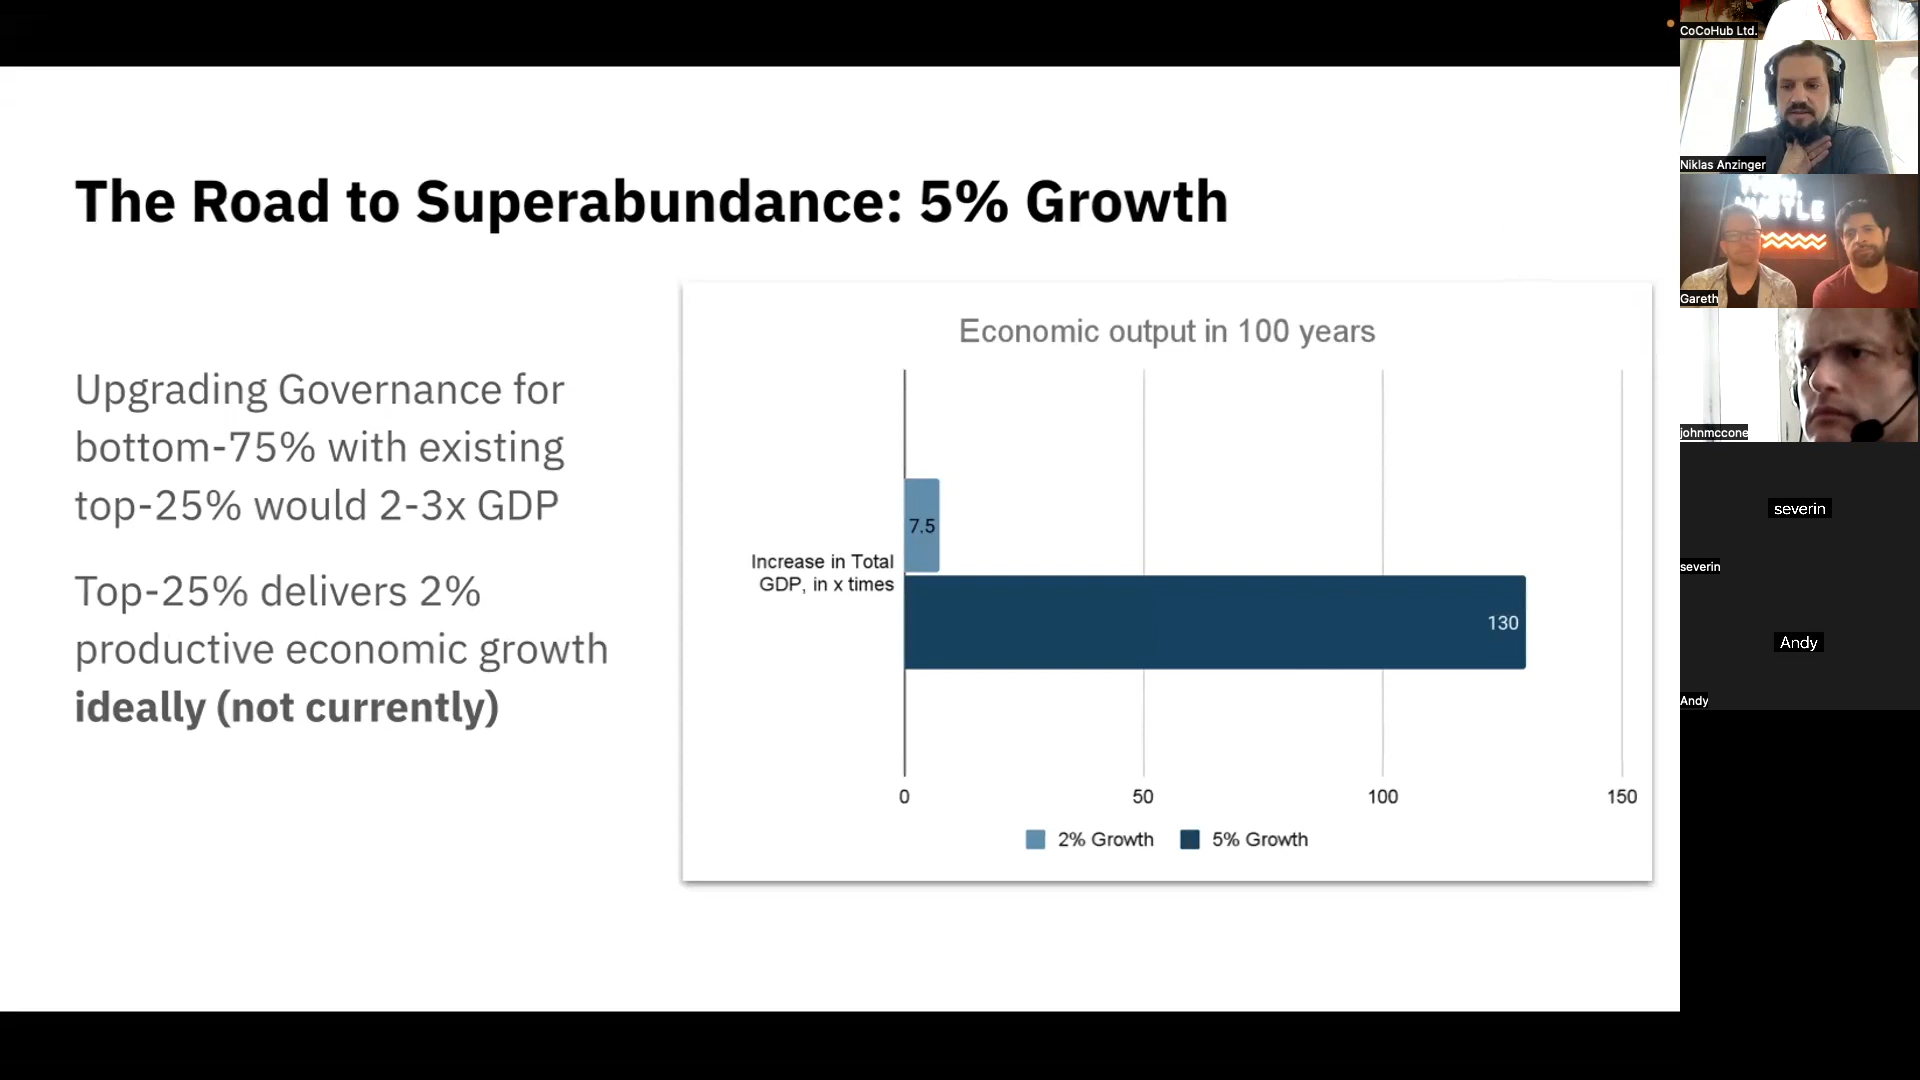 The Road to Superabundance: 5% Growth
Upgrading Governance for
bottom-75% with existing
top-25% would 2-3x GDP
Top-25% delivers 2%
productive economic growth
ideally (not currently)
Economic output in 100 years
7.5
Increase in Total
GDP, in x times
130
0
50
100
150
2% Growth
5% Growth
CoCoHub Ltd.
Niklas Anzinger
Gareth
johnmccone
severin
severin
Andy
Andy